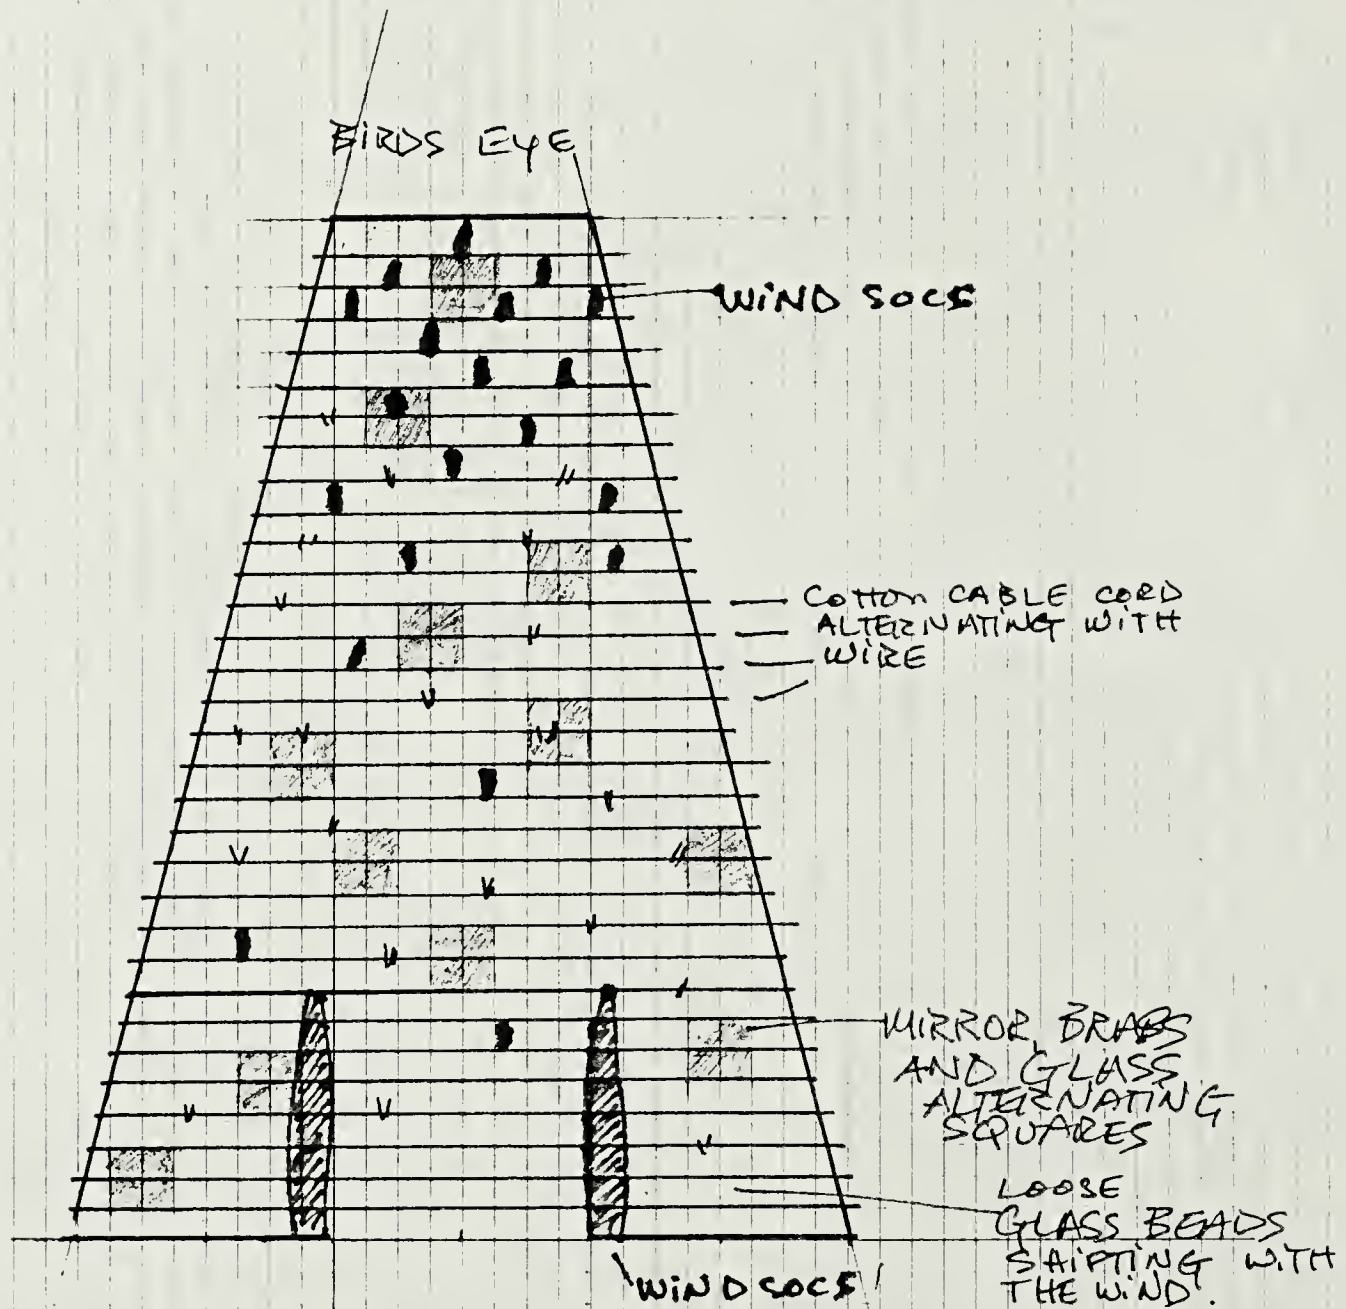 BIRDS EYE
WIND SOCS
COTTON CABLE CORD
ALTERNATING WITH
WIRE
MIRROR, BRASS
AND GLASS
ALTERNATING
SQUARES
LOOSE
GLASS BEADS
SHIFTING WITH
THE WIND.
WIND SOCS